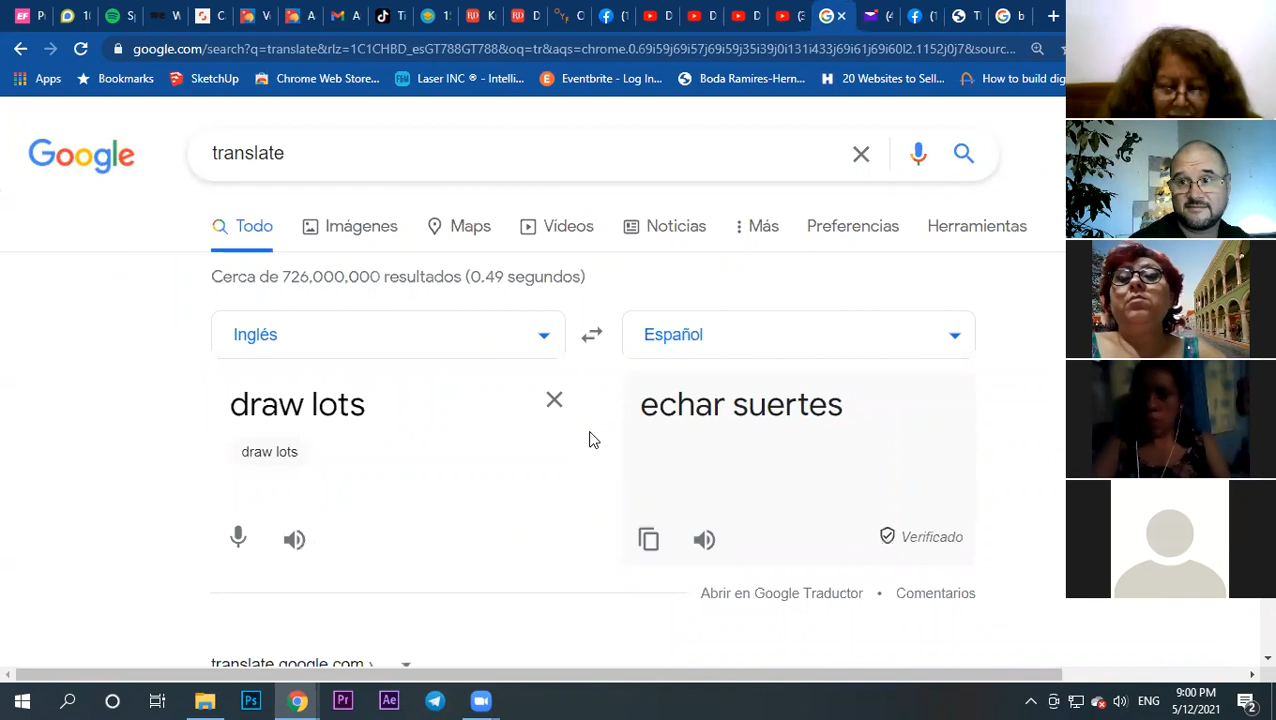 google.com/search?q=translate&rlz=1C1CHBD_esGT788GT788&oq=tr&aqs=chrome.0.69i59j69i57j69i59j35i39j0i131i433j69i61j69i60l2.1152j0j7&sourc...
Apps Bookmarks SketchUp Chrome Web Store... Laser INC ® – Intelli... Eventbrite - Log In... Boda Ramires-Hern... 20 Websites to Sell... How to build dig
Google
translate
Todo Imágenes Maps Videos Noticias Más Preferencias Herramientas
Cerca de 726,000,000 resultados (0.49 segundos)
Inglés Español
draw lots echar suertes
draw lots
Verificado
Abrir en Google Traductor • Comentarios
translate.google.com ›
ENG
9:00 PM
5/12/2021
2